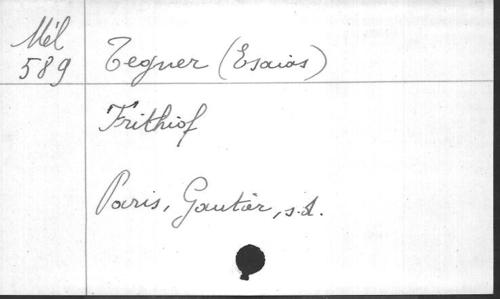 Mél
589
Tegner (Esaias)
Frithiof
Paris, Gautier, s.d.